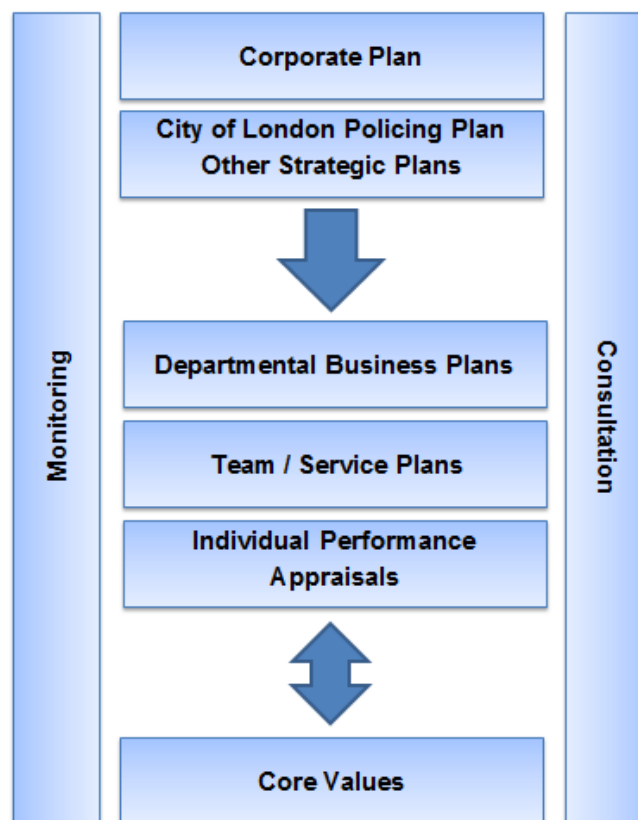 Monitoring
Corporate Plan
City of London Policing Plan
Other Strategic Plans
Departmental Business Plans
Team / Service Plans
Individual Performance
Appraisals
Core Values
Consultation